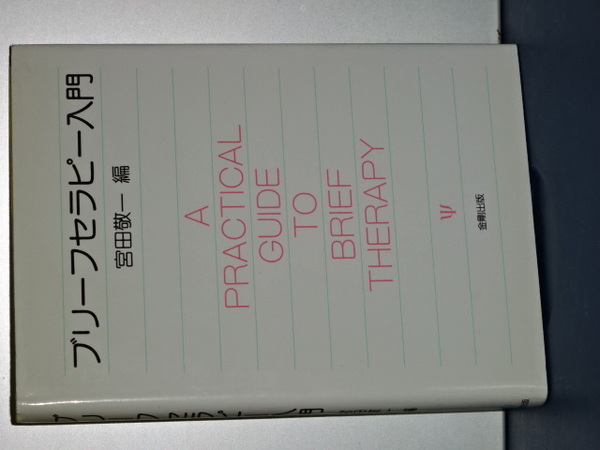 ブリーフセラピー入門
宮田敬一 編
A
PRACTICAL
GUIDE
TO
BRIEF
THERAPY
Ψ
金剛出版